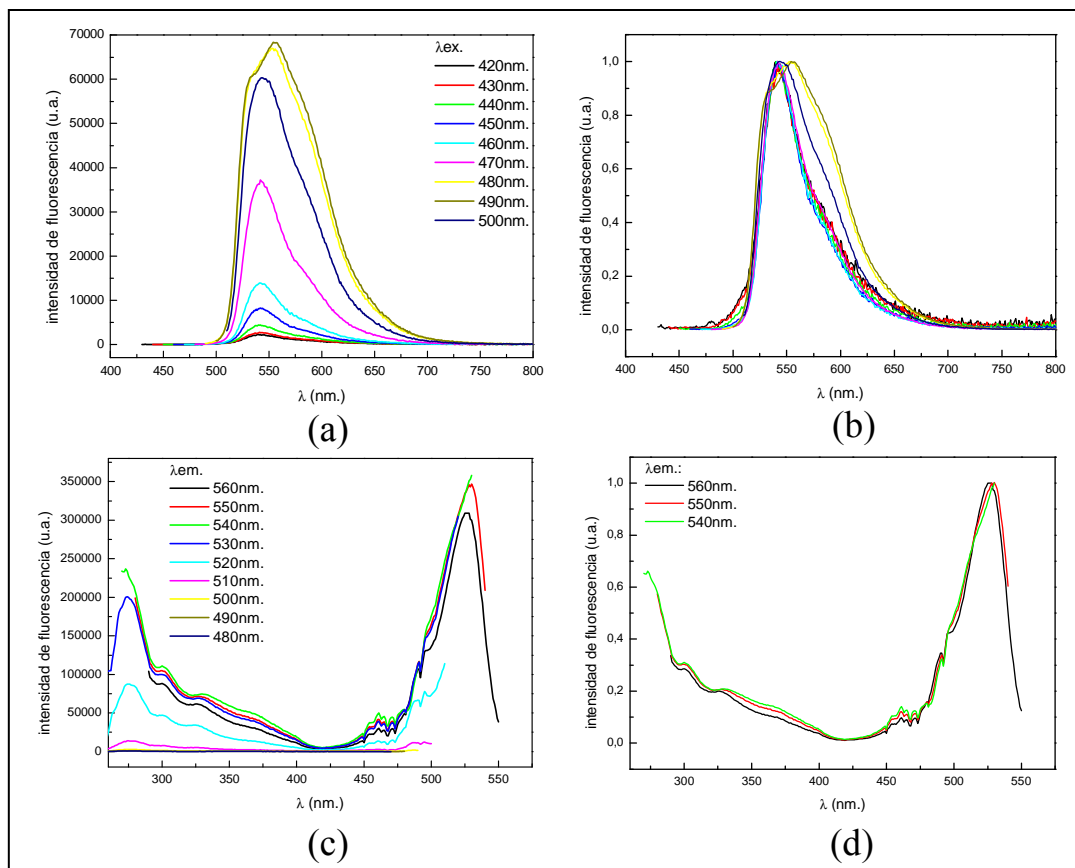 intensidad de fluorescencia (u.a.)
70000
60000
50000
40000
30000
20000
10000
0
400 450 500 550 600 650 700 750 800
λ (nm.)
λex.
420nm.
430nm.
440nm.
450nm.
460nm.
470nm.
480nm.
490nm.
500nm.
(a)
intensidad de fluorescencia (u.a.)
1,0
0,8
0,6
0,4
0,2
0,0
400 450 500 550 600 650 700 750 800
λ (nm.)
(b)
intensidad de fluorescencia (u.a.)
350000
300000
250000
200000
150000
100000
50000
0
300 350 400 450 500 550
λ (nm.)
λem.
560nm.
550nm.
540nm.
530nm.
520nm.
510nm.
500nm.
490nm.
480nm.
(c)
intensidad de fluorescencia (u.a.)
1,0
0,8
0,6
0,4
0,2
0,0
300 350 400 450 500 550
λ (nm.)
λem.:
560nm.
550nm.
540nm.
(d)